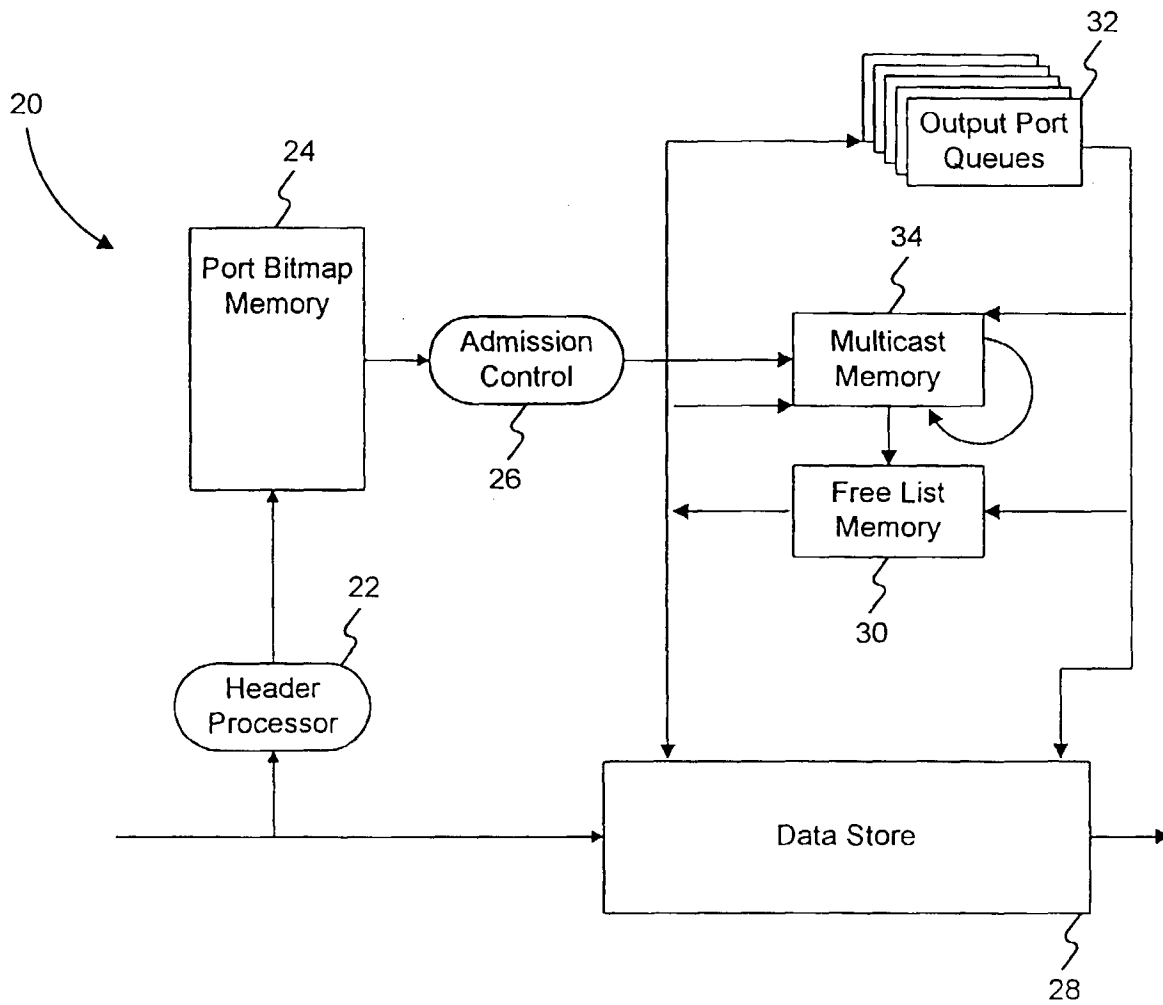 32
20
Output Port
Queues
24
Port Bitmap
Memory
34
Admission
Control
Multicast
Memory
26
Free List
Memory
22
30
Header
Processor
Data Store
28